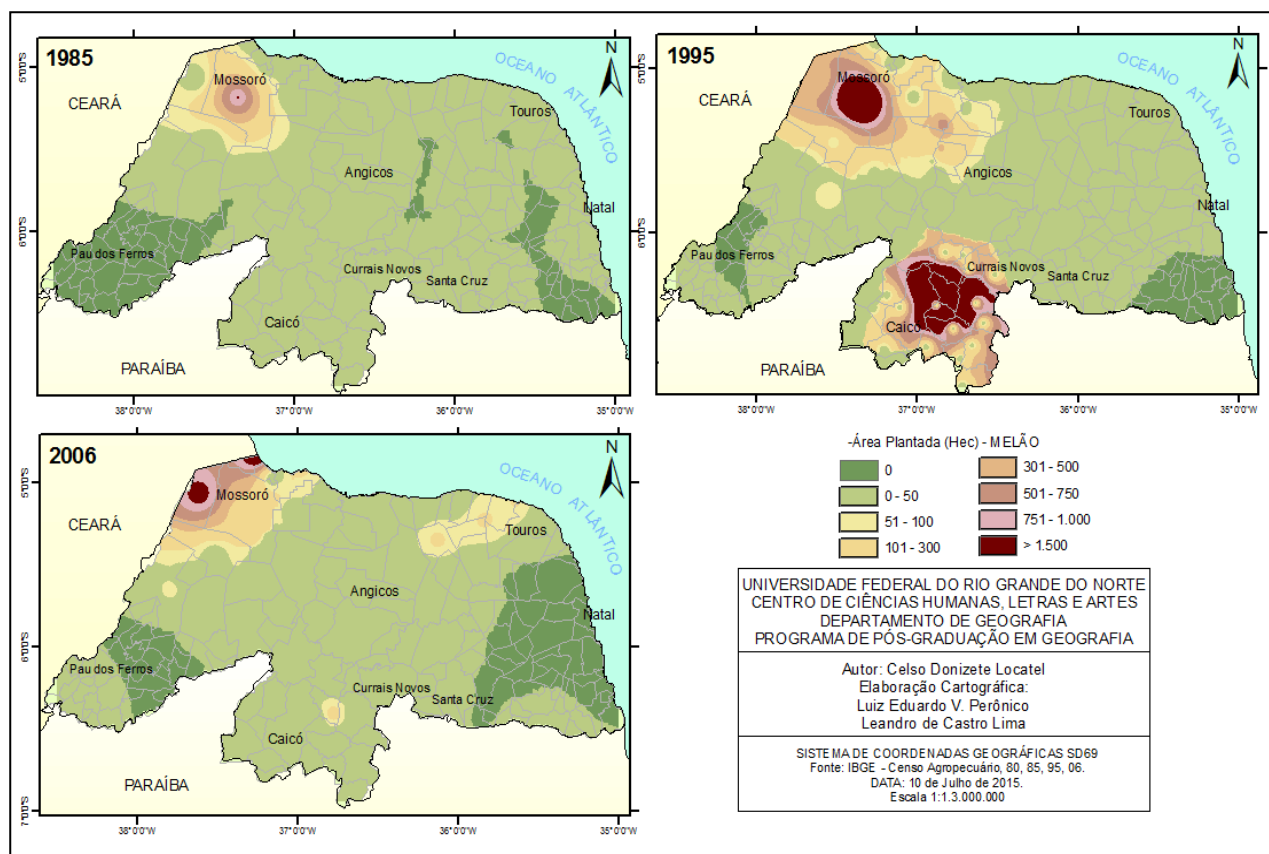 1985
N
OCEANO
ATLÂNTICO
Mossoró
CEARÁ
Touros
Angicos
Natal
Pau dos Ferros
Currais Novos
Santa Cruz
Caicó
PARAÍBA
5°0'0"S
6°0'0"S
38°0'0"W
37°0'0"W
36°0'0"W
35°0'0"W
1995
N
OCEANO
ATLÂNTICO
Mossoró
CEARÁ
Touros
Angicos
Natal
Pau dos Ferros
Currais Novos
Santa Cruz
Caicó
PARAÍBA
5°0'0"S
6°0'0"S
38°0'0"W
37°0'0"W
36°0'0"W
35°0'0"W
2006
N
OCEANO
ATLÂNTICO
Mossoró
CEARÁ
Touros
Angicos
Natal
Pau dos Ferros
Currais Novos
Santa Cruz
Caicó
PARAÍBA
5°0'0"S
6°0'0"S
7°0'0"S
38°0'0"W
37°0'0"W
36°0'0"W
35°0'0"W
-Área Plantada (Hec) - MELÃO
0
0 - 50
51 - 100
101 - 300
301 - 500
501 - 750
751 - 1.000
> 1.500
UNIVERSIDADE FEDERAL DO RIO GRANDE DO NORTE
CENTRO DE CIÊNCIAS HUMANAS, LETRAS E ARTES
DEPARTAMENTO DE GEOGRAFIA
PROGRAMA DE PÓS-GRADUAÇÃO EM GEOGRAFIA
Autor: Celso Donizete Locatel
Elaboração Cartográfica:
Luiz Eduardo V. Perônico
Leandro de Castro Lima
SISTEMA DE COORDENADAS GEOGRÁFICAS SD69
Fonte: IBGE - Censo Agropecuário, 80, 85, 95, 06.
DATA: 10 de Julho de 2015.
Escala 1:1.3.000.000